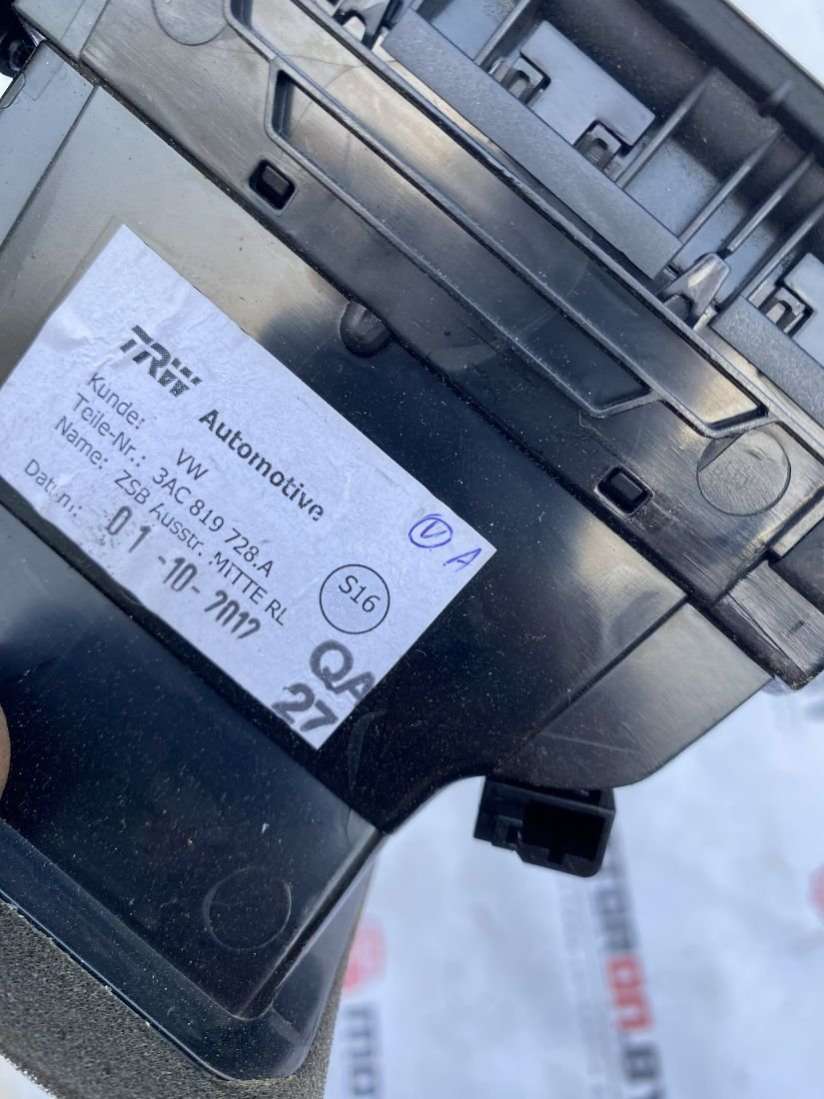 TRW Automotive
Kunde: VW
Teile-Nr.: 3AC 819 728.A
Name: ZSB Ausstr. MITTE RL
Datum: 01-10-2012
V A
S16
QA
27